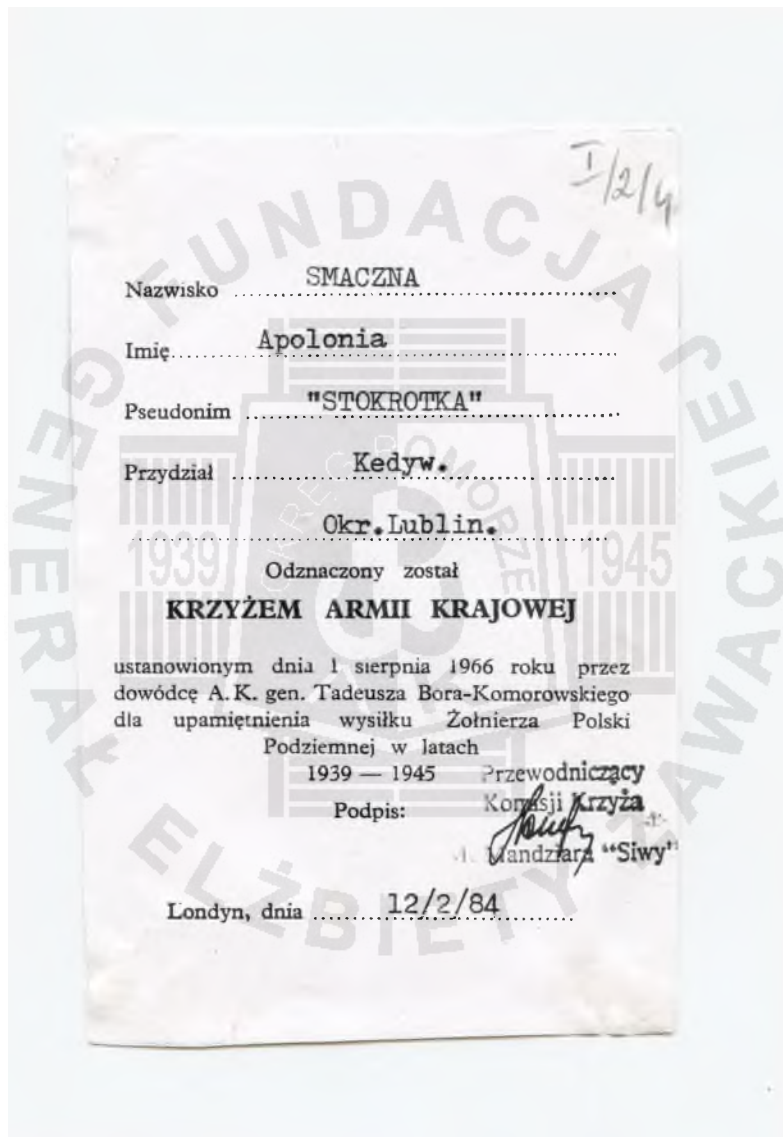 I/2/4
Nazwisko SMACZNA
Imię Apolonia
Pseudonim "STOKROTKA"
Przydział Kedyw.
Okr.Lublin.
Odznaczony został
KRZYŻEM ARMII KRAJOWEJ
ustanowionym dnia 1 sierpnia 1966 roku przez
dowódcę A.K. gen. Tadeusza Bora-Komorowskiego
dla upamiętnienia wysiłku Żołnierza Polski
Podziemnej w latach
1939 — 1945
Przewodniczący
Komisji Krzyża
Podpis:
Mandziara "Siwy"
Londyn, dnia 12/2/84
FUNDACJA GENERAŁ ELŻBIETY ZAWACKIEJ
OKRĘG POMORZE
1939 1945